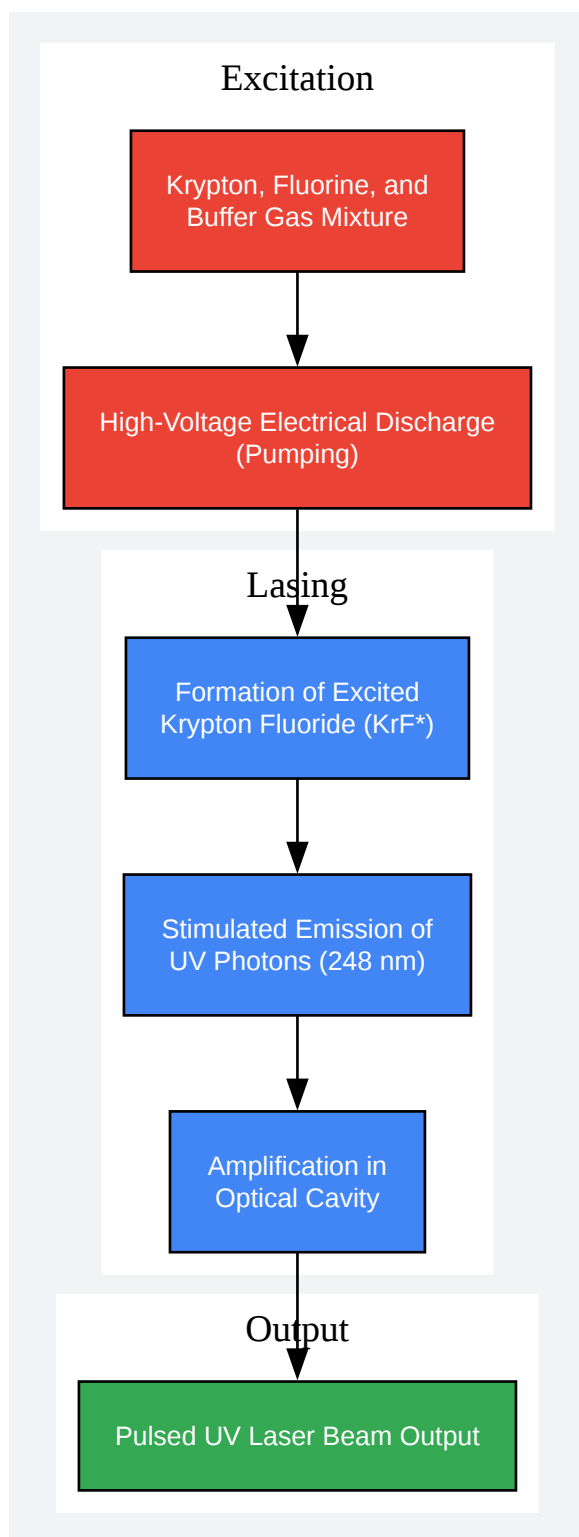 Excitation
Krypton, Fluorine, and
Buffer Gas Mixture
High-Voltage Electrical Discharge
(Pumping)
Lasing
Formation of Excited
Krypton Fluoride (KrF*)
Stimulated Emission of
UV Photons (248 nm)
Amplification in
Optical Cavity
Output
Pulsed UV Laser Beam Output